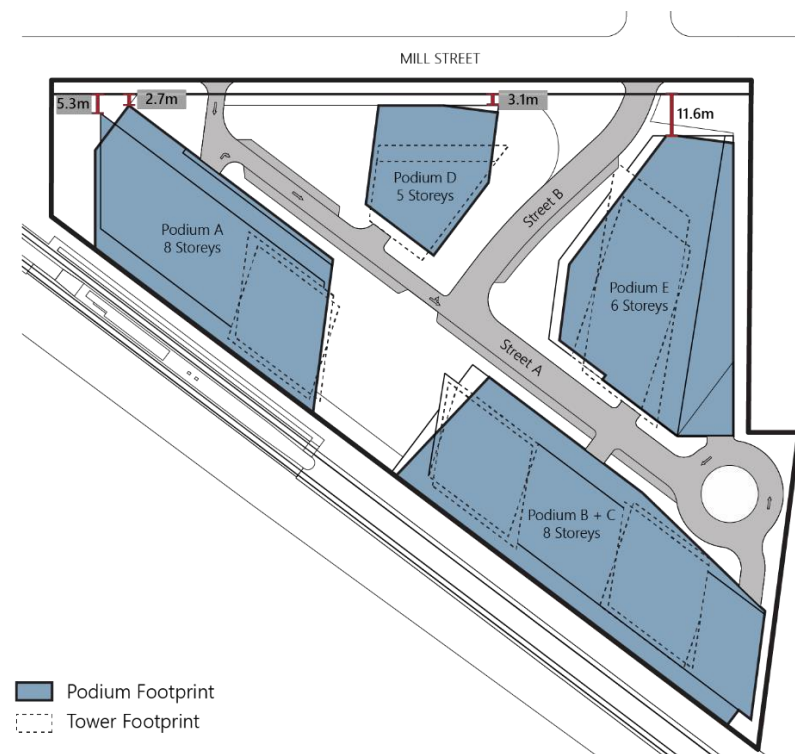 MILL STREET
5.3m
2.7m
3.1m
11.6m
Podium D
5 Storeys
Street B
Podium A
8 Storeys
Podium E
6 Storeys
Street A
Podium B + C
8 Storeys
Podium Footprint
Tower Footprint